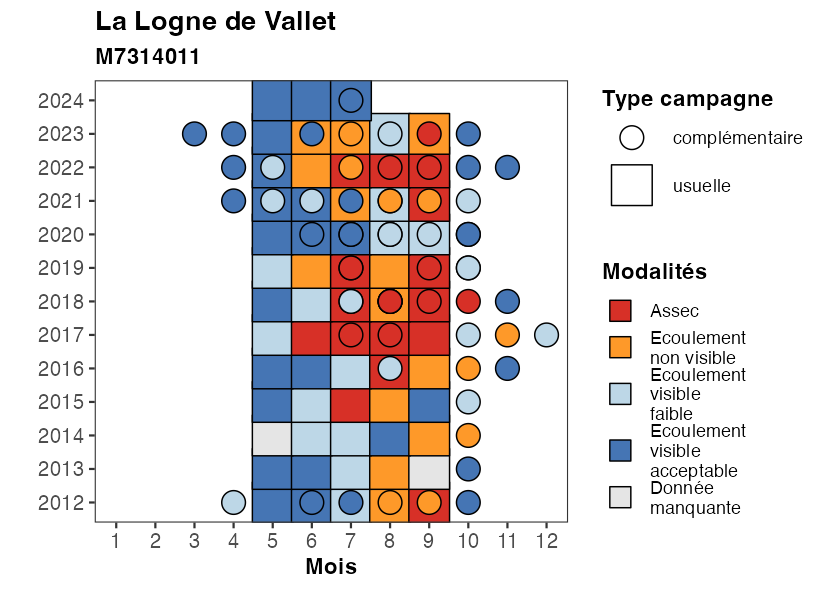 La Logne de Vallet
M7314011
2024
2023
2022
2021
2020
2019
2018
2017
2016
2015
2014
2013
2012
1 2 3 4 5 6 7 8 9 10 11 12
Mois
Type campagne
complémentaire
usuelle
Modalités
Assec
Ecoulement
non visible
Ecoulement
visible
faible
Ecoulement
visible
acceptable
Donnée
manquante